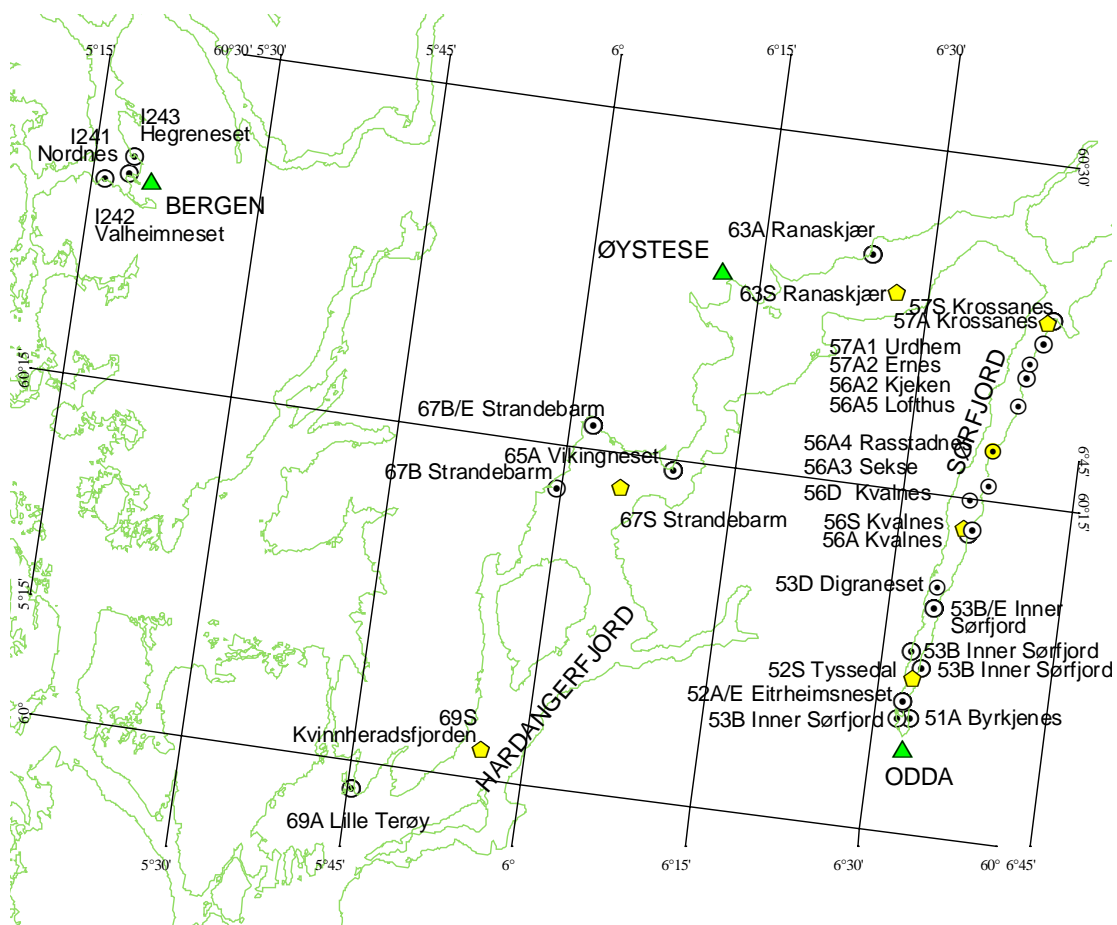 5°15'
60°30' 5°30'
5°45'
6°
6°15'
6°30'
I243
Hegreneset
I241
Nordnes
BERGEN
I242
Valheimneset
60°30'
63A Ranaskjær
ØYSTESE
63S Ranaskjær
57S Krossanes
57A Krossanes
57A1 Urdhem
57A2 Ernes
56A2 Kjeken
56A5 Lofthus
SØRFJORD
60°15'
67B/E Strandebarm
65A Vikingneset
67B Strandebarm
67S Strandebarm
56A4 Rasstadnes
56A3 Sekse
56D Kvalnes
56S Kvalnes
56A Kvalnes
6°45'
60°15'
5°15'
53D Digraneset
53B/E Inner
Sørfjord
53B Inner Sørfjord
52S Tyssedal
53B Inner Sørfjord
52A/E Eitrheimsneset
53B Inner Sørfjord
51A Byrkjenes
ODDA
HARDANGERFJORD
60°
69S
Kvinnheradsfjorden
69A Lille Terøy
5°30'
5°45'
6°
6°15'
6°30'
60° 6°45'